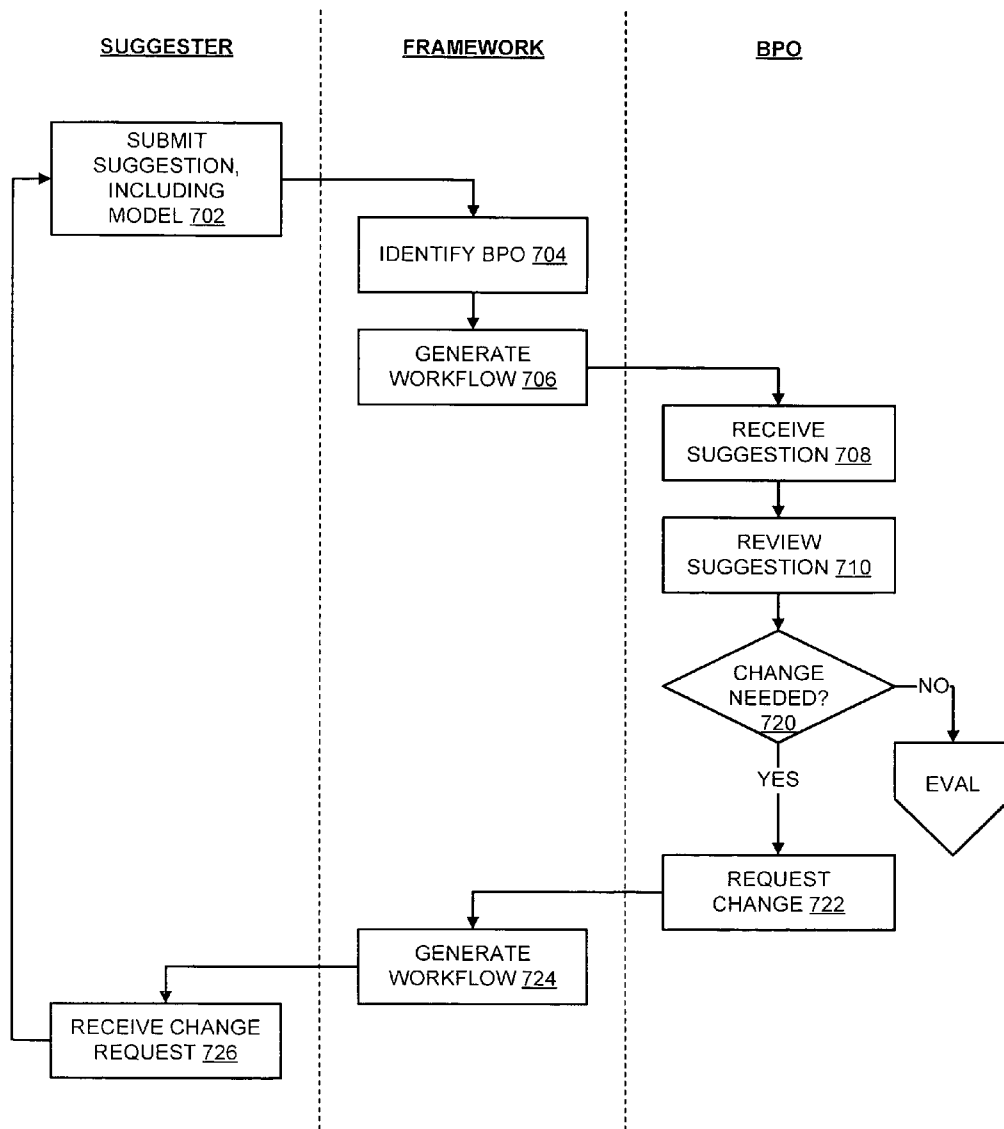 SUGGESTER
FRAMEWORK
BPO
SUBMIT
SUGGESTION,
INCLUDING
MODEL 702
IDENTIFY BPO 704
GENERATE
WORKFLOW 706
RECEIVE
SUGGESTION 708
REVIEW
SUGGESTION 710
CHANGE
NEEDED?
720
NO
EVAL
YES
REQUEST
CHANGE 722
GENERATE
WORKFLOW 724
RECEIVE CHANGE
REQUEST 726